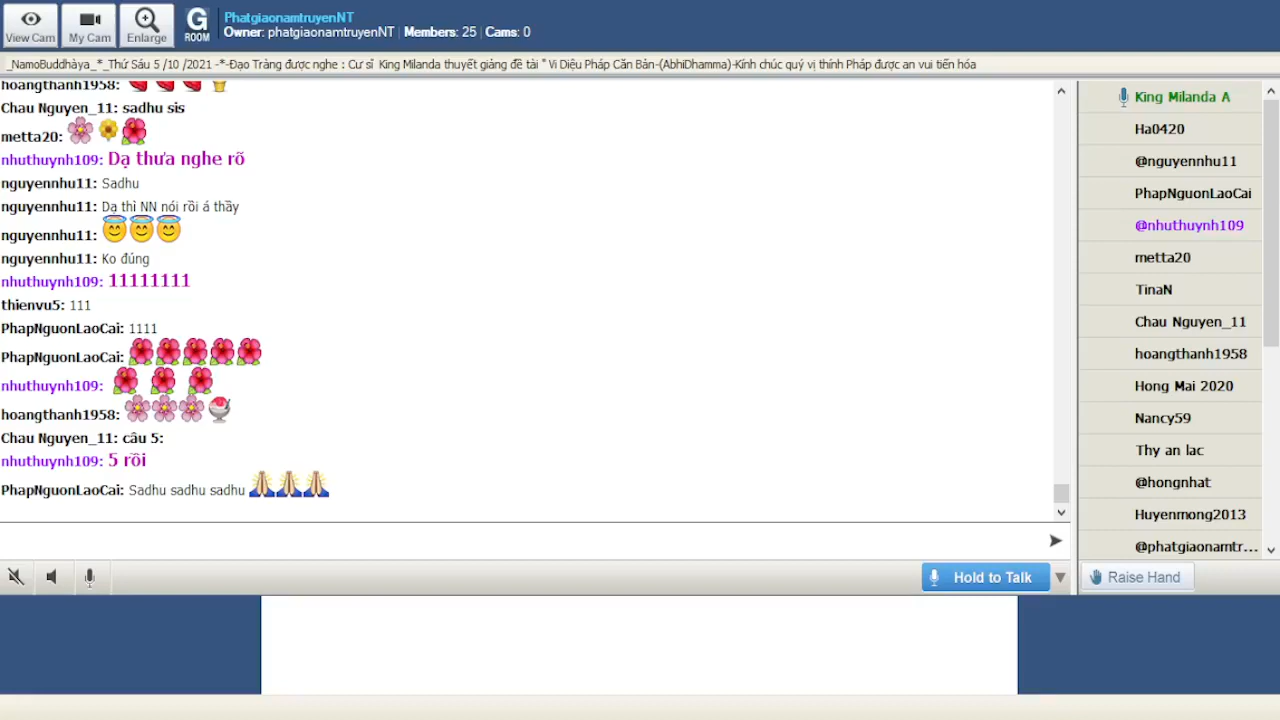 View Cam
My Cam
Enlarge
G
ROOM
PhatgiaonamtruyenNT
Owner: phatgiaonamtruyenNT | Members: 25 | Cams: 0
_NamoBuddhàya_*_Thứ Sáu 5 /10 /2021 -*-Đạo Tràng được nghe : Cư sĩ King Milanda thuyết giảng đề tài " Vi Diệu Pháp Căn Bản-(AbhiDhamma)-Kính chúc quý vị thính Pháp được an vui tiến hóa
hoangthanh1958:
Chau Nguyen_11: sadhu sis
metta20:
nhuthuynh109: Dạ thưa nghe rõ
nguyennhu11: Sadhu
nguyennhu11: Dạ thì NN nói rồi á thầy
nguyennhu11:
nguyennhu11: Ko đúng
nhuthuynh109: 11111111
thienvu5: 111
PhapNguonLaoCai: 1111
PhapNguonLaoCai:
nhuthuynh109:
hoangthanh1958:
Chau Nguyen_11: câu 5:
nhuthuynh109: 5 rồi
PhapNguonLaoCai: Sadhu sadhu sadhu
Hold to Talk
King Milanda A
Ha0420
@nguyennhu11
PhapNguonLaoCai
@nhuthuynh109
metta20
TinaN
Chau Nguyen_11
hoangthanh1958
Hong Mai 2020
Nancy59
Thy an lac
@hongnhat
Huyenmong2013
@phatgiaonamtr...
Raise Hand